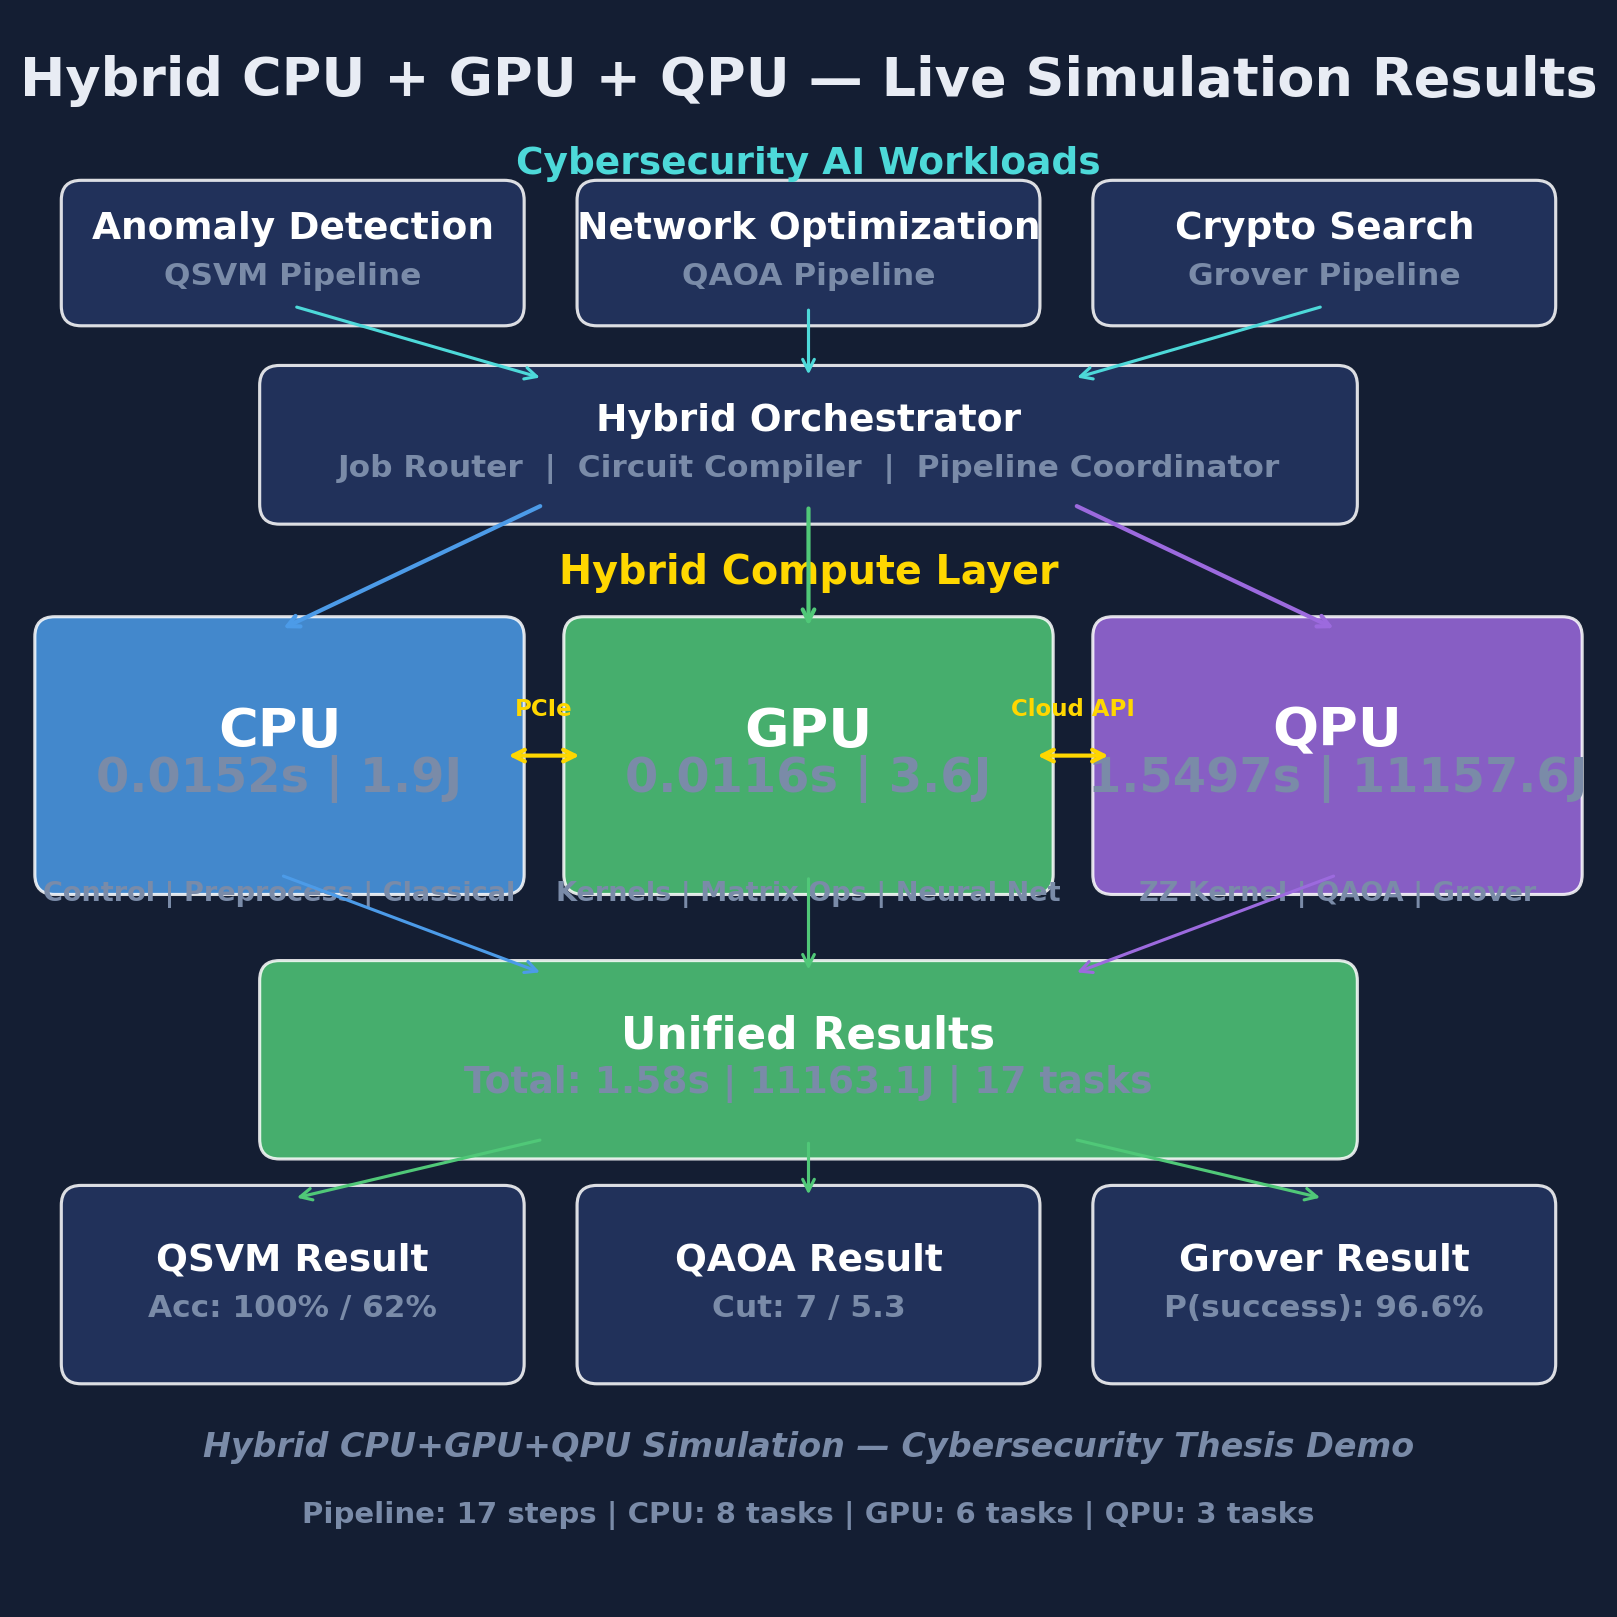 Hybrid CPU + GPU + QPU — Live Simulation Results
Cybersecurity AI Workloads
Anomaly Detection
QSVM Pipeline
Network Optimization
QAOA Pipeline
Crypto Search
Grover Pipeline
Hybrid Orchestrator
Job Router | Circuit Compiler | Pipeline Coordinator
Hybrid Compute Layer
CPU
0.0152s | 1.9J
Control | Preprocess | Classical
PCIe
GPU
0.0116s | 3.6J
Kernels | Matrix Ops | Neural Net
Cloud API
QPU
1.5497s | 11157.6J
ZZ Kernel | QAOA | Grover
Unified Results
Total: 1.58s | 11163.1J | 17 tasks
QSVM Result
Acc: 100% / 62%
QAOA Result
Cut: 7 / 5.3
Grover Result
P(success): 96.6%
Hybrid CPU+GPU+QPU Simulation — Cybersecurity Thesis Demo
Pipeline: 17 steps | CPU: 8 tasks | GPU: 6 tasks | QPU: 3 tasks